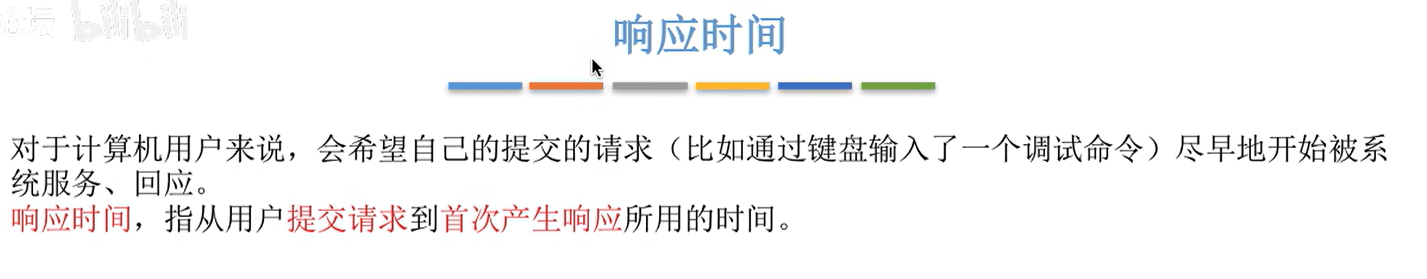 论坛 bilibili
响应时间
对于计算机用户来说，会希望自己的提交的请求（比如通过键盘输入了一个调试命令）尽早地开始被系
统服务、回应。
响应时间，指从用户提交请求到首次产生响应所用的时间。